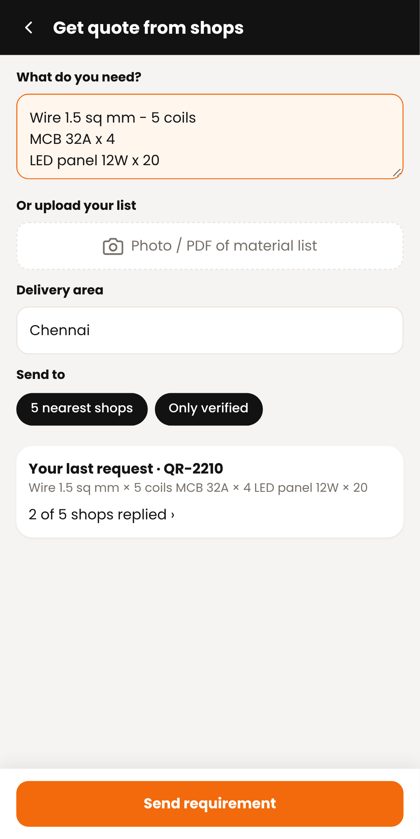 Get quote from shops
What do you need?
Wire 1.5 sq mm - 5 coils
MCB 32A x 4
LED panel 12W x 20
Or upload your list
Photo / PDF of material list
Delivery area
Chennai
Send to
5 nearest shops
Only verified
Your last request · QR-2210
Wire 1.5 sq mm × 5 coils MCB 32A × 4 LED panel 12W × 20
2 of 5 shops replied ›
Send requirement